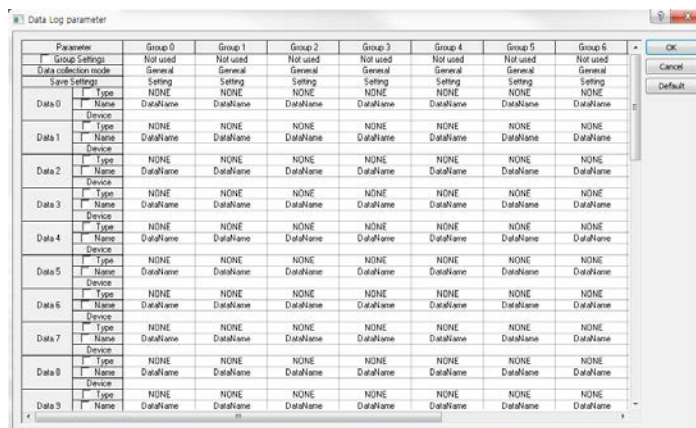 Data Log parameter
Parameter Group 0 Group 1 Group 2 Group 3 Group 4 Group 5 Group 6
Group Settings Not used Not used Not used Not used Not used Not used Not used
Data collection mode General General General General General General General
Save Settings Setting Setting Setting Setting Setting Setting Setting
Type NONE NONE NONE NONE NONE NONE NONE
Data 0 Name DataName DataName DataName DataName DataName DataName DataName
Device
Type NONE NONE NONE NONE NONE NONE NONE
Data 1 Name DataName DataName DataName DataName DataName DataName DataName
Device
Type NONE NONE NONE NONE NONE NONE NONE
Data 2 Name DataName DataName DataName DataName DataName DataName DataName
Device
Type NONE NONE NONE NONE NONE NONE NONE
Data 3 Name DataName DataName DataName DataName DataName DataName DataName
Device
Type NONE NONE NONE NONE NONE NONE NONE
Data 4 Name DataName DataName DataName DataName DataName DataName DataName
Device
Type NONE NONE NONE NONE NONE NONE NONE
Data 5 Name DataName DataName DataName DataName DataName DataName DataName
Device
Type NONE NONE NONE NONE NONE NONE NONE
Data 6 Name DataName DataName DataName DataName DataName DataName DataName
Device
Type NONE NONE NONE NONE NONE NONE NONE
Data 7 Name DataName DataName DataName DataName DataName DataName DataName
Device
Type NONE NONE NONE NONE NONE NONE NONE
Data 8 Name DataName DataName DataName DataName DataName DataName DataName
Device
Type NONE NONE NONE NONE NONE NONE NONE
Data 9 Name DataName DataName DataName DataName DataName DataName DataName
OK
Cancel
Default